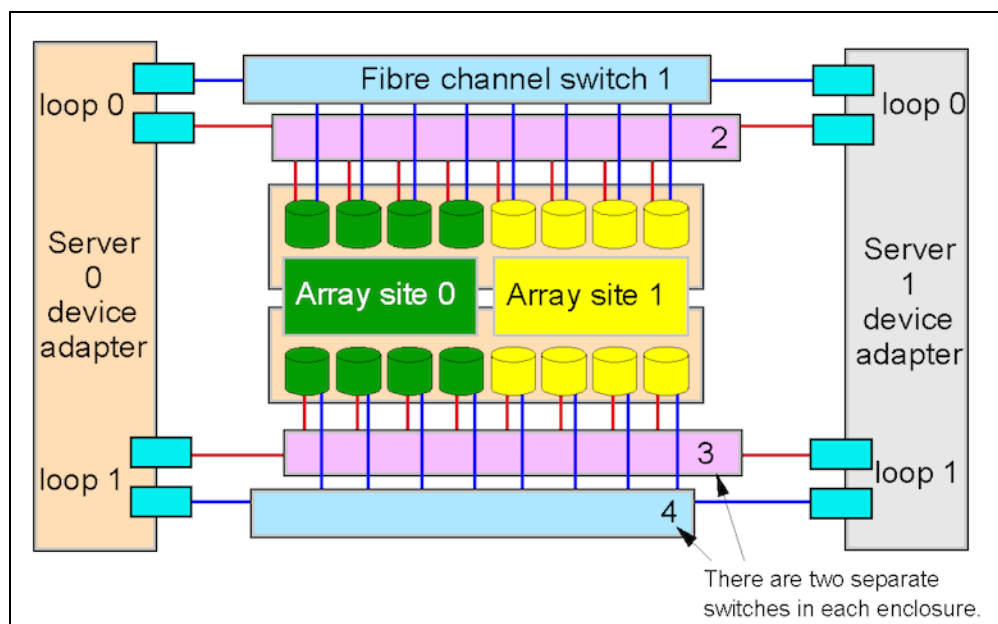 Fibre channel switch 1
loop 0
loop 0
2
Server
0
device
adapter
Array site 0
Array site 1
Server
1
device
adapter
3
loop 1
loop 1
4
There are two separate
switches in each enclosure.